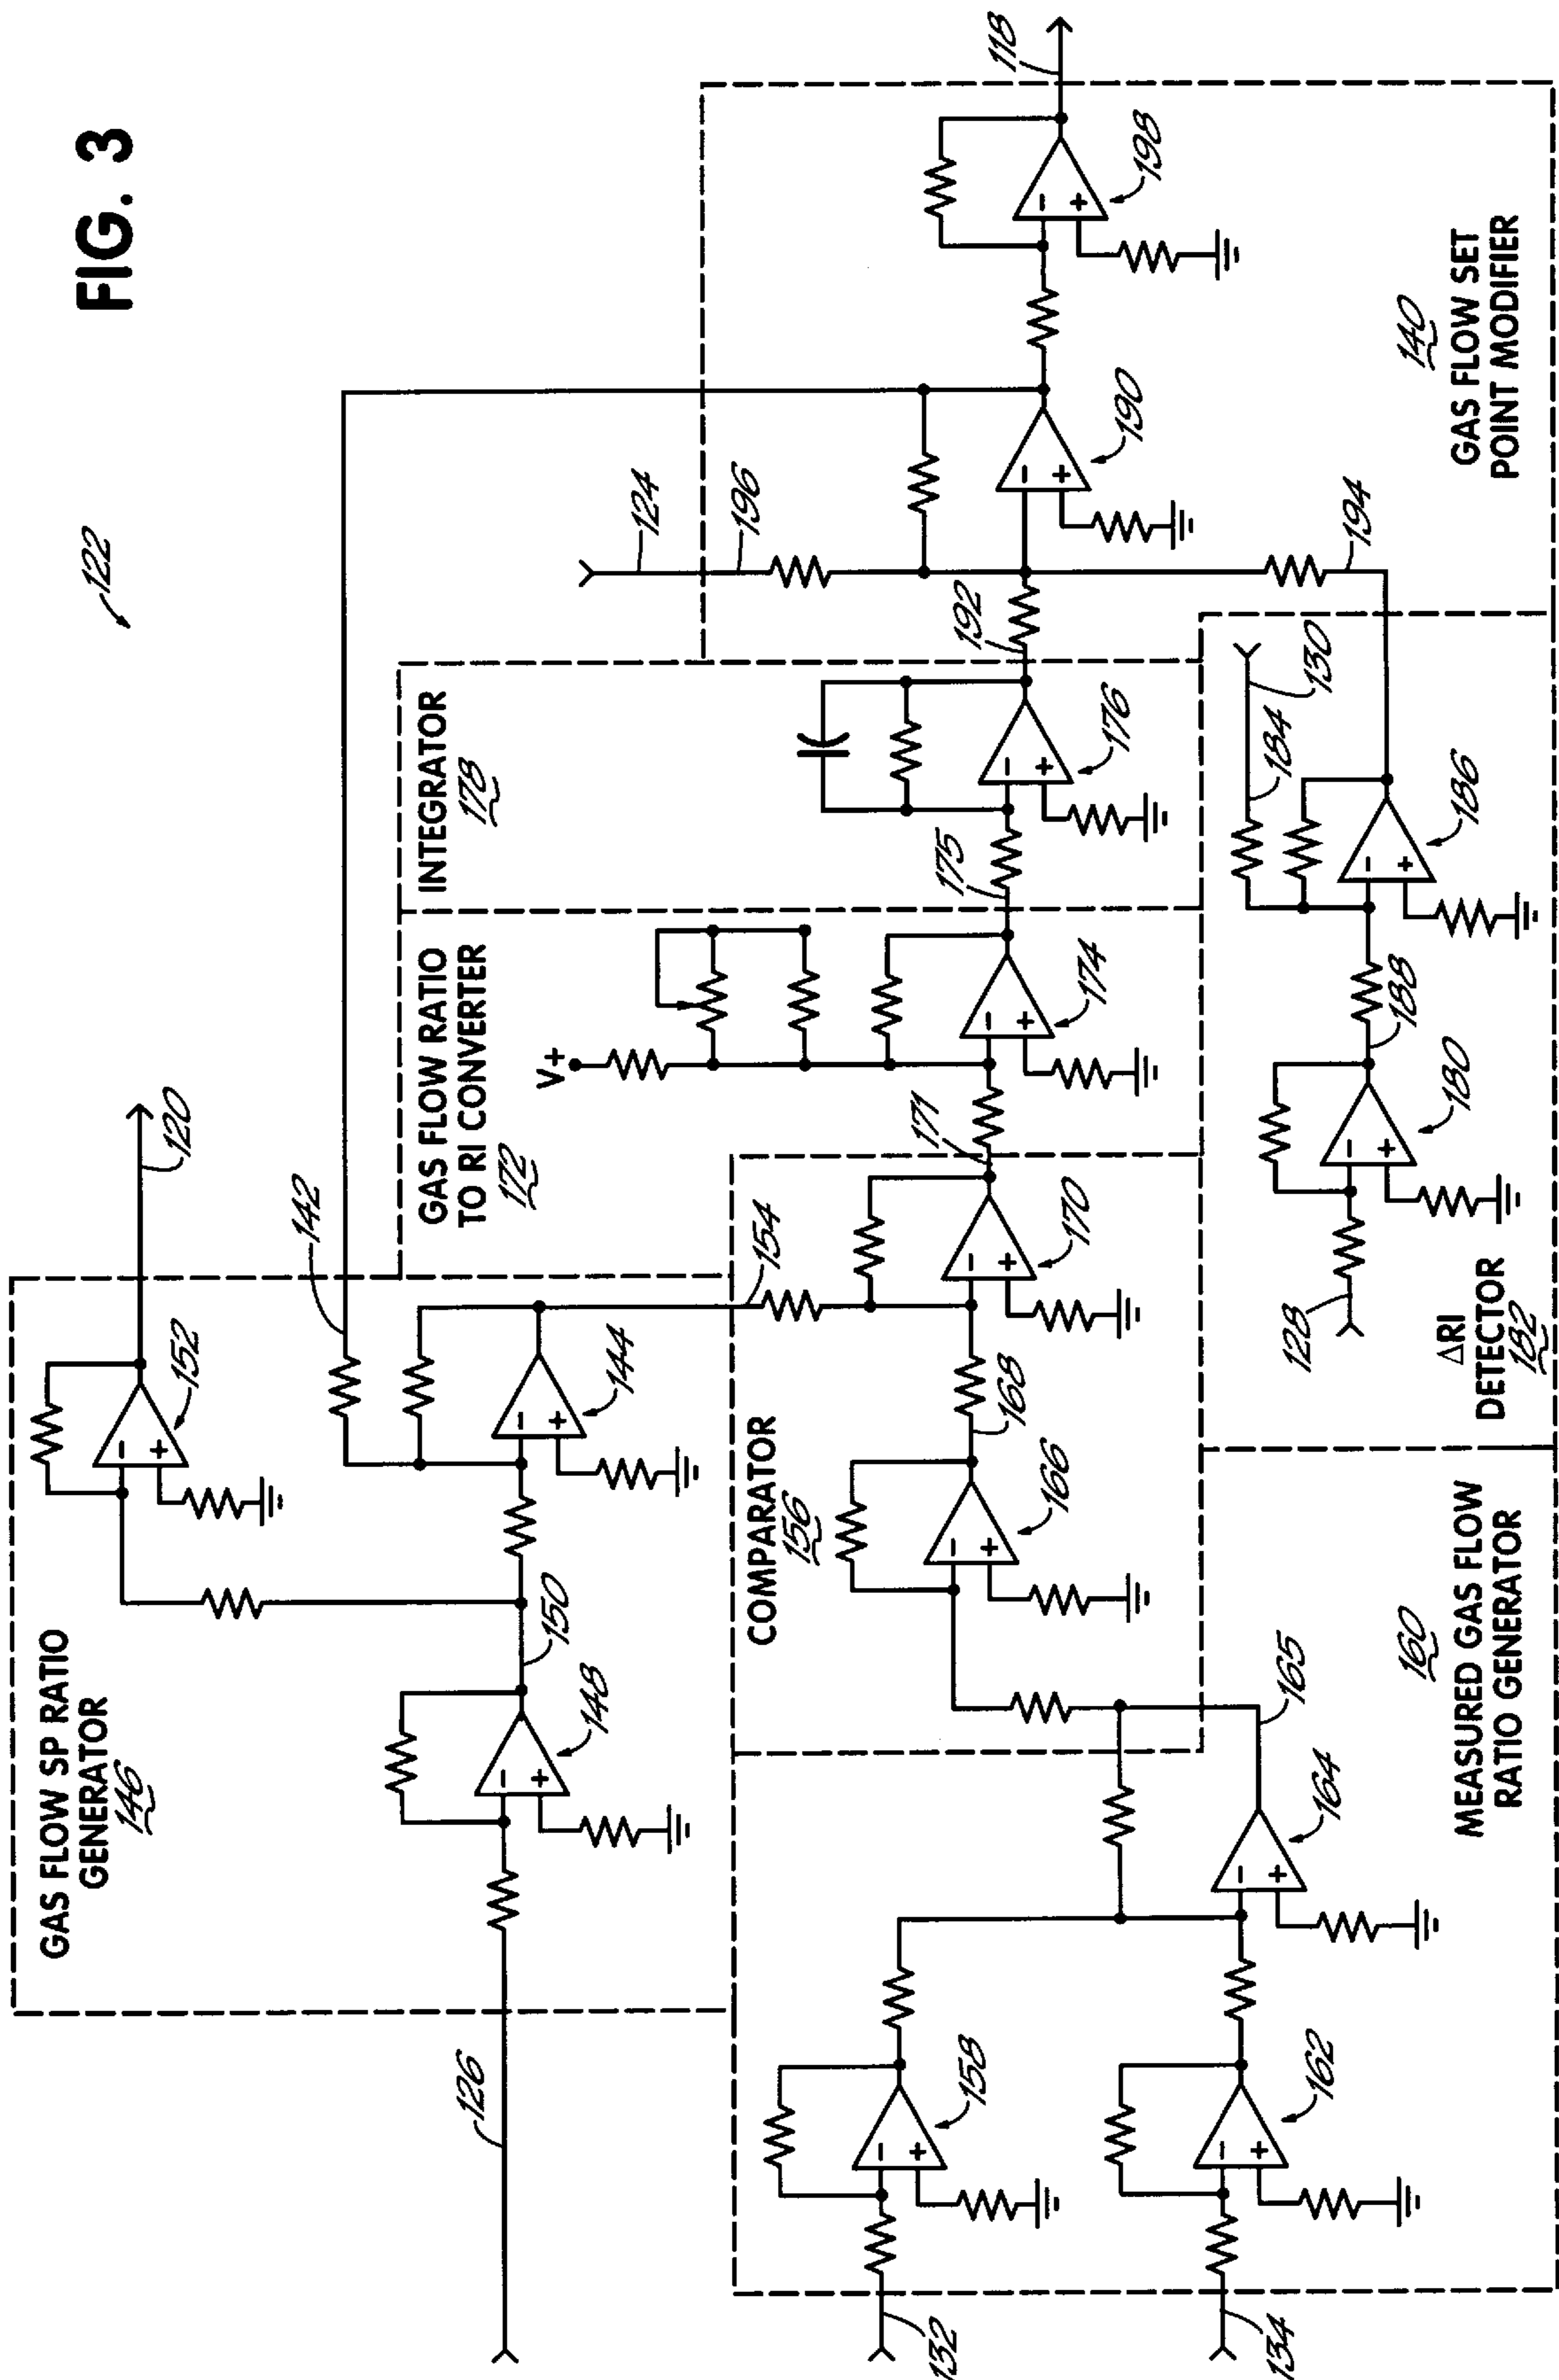 FIG. 3
122
GAS FLOW SP RATIO
GENERATOR
146
120
152
142
144
148
150
126
154
GAS FLOW RATIO
TO RI CONVERTER
172
V+
174
171
INTEGRATOR
178
176
175
192
124
196
190
194
198
118
GAS FLOW SET
POINT MODIFIER
140
COMPARATOR
156
166
168
170
158
132
162
134
164
165
MEASURED GAS FLOW
RATIO GENERATOR
160
ΔRI
DETECTOR
182
128
180
188
184
130
186
- + - + - + - + - + - + - + - + - + - + - + - + - + - +